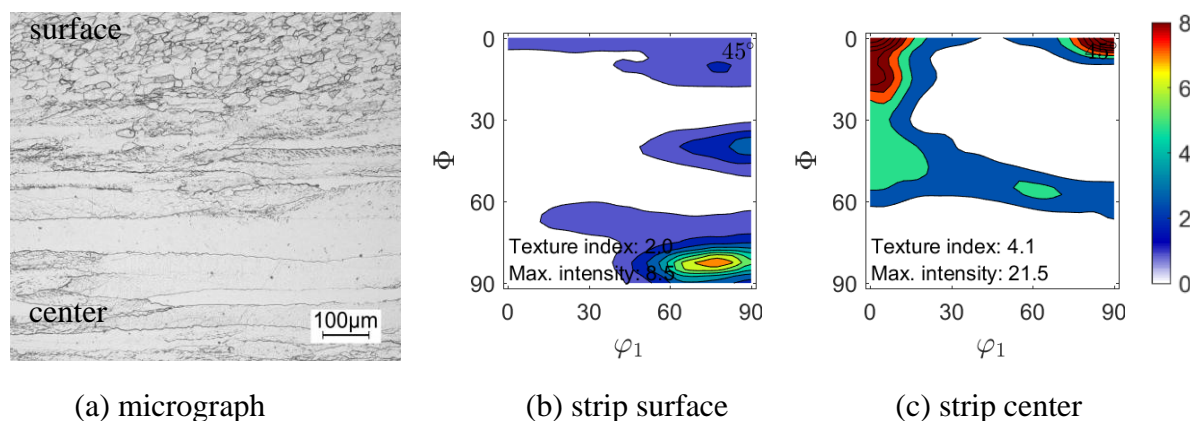 surface
center
100μm
0
30
60
90
Φ
45°
Texture index: 2.0
Max. intensity: 8.5
0
30
60
90
φ1
0
30
60
90
Φ
45°
Texture index: 4.1
Max. intensity: 21.5
0
30
60
90
φ1
8
6
4
2
0
(a) micrograph
(b) strip surface
(c) strip center